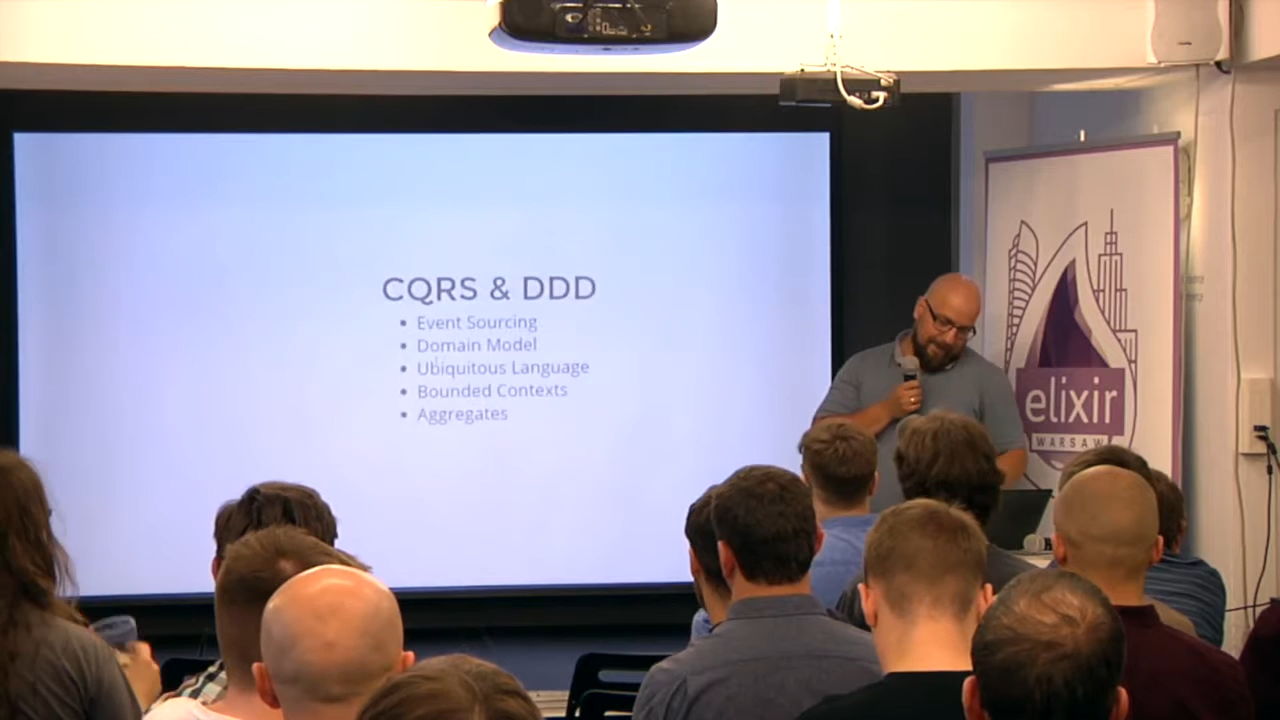 CQRS & DDD
Event Sourcing
Domain Model
Ubiquitous Language
Bounded Contexts
Aggregates
elixir
WARSAW